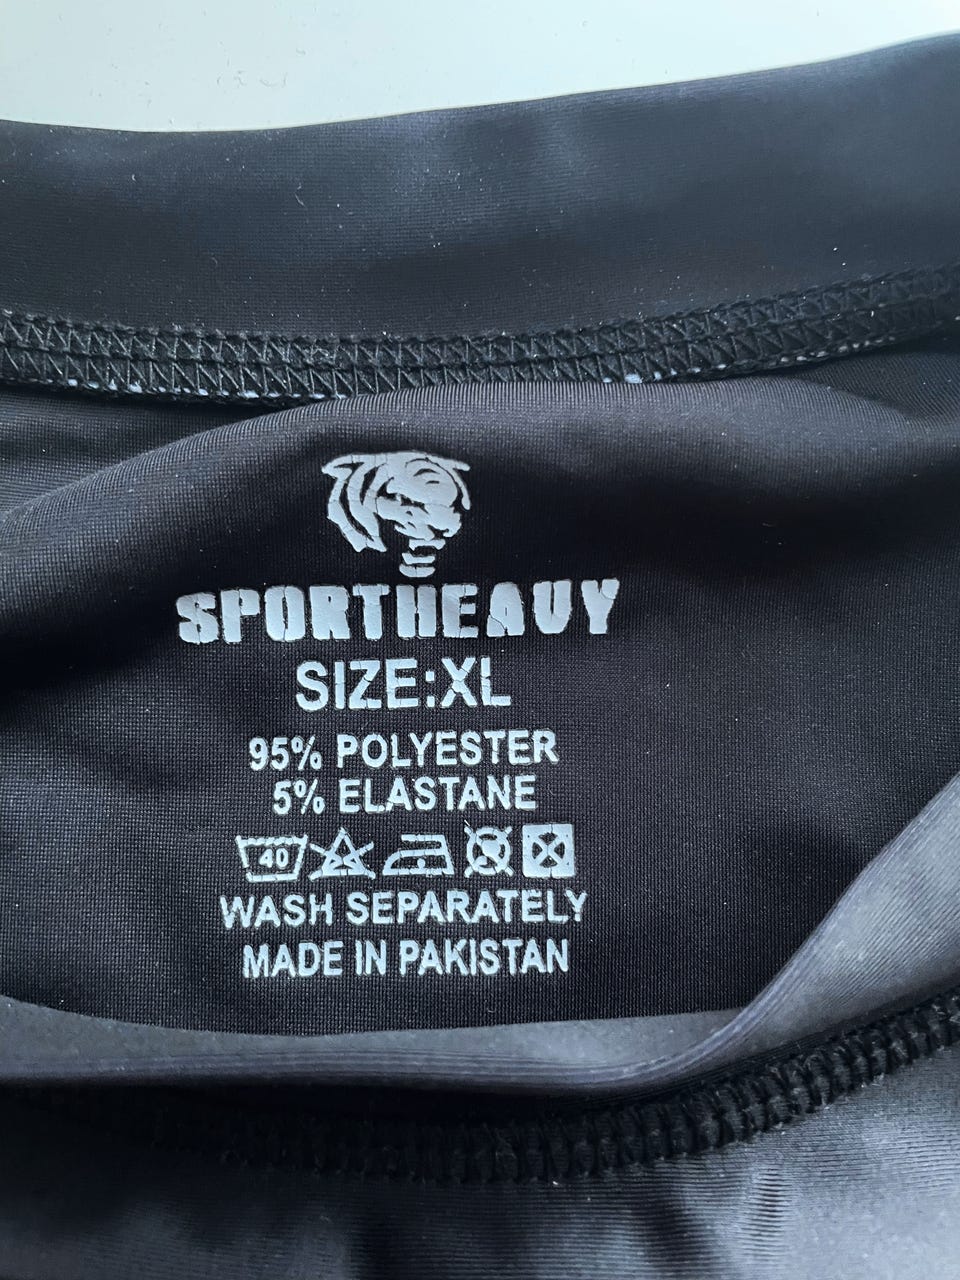 SPORTHEAVY
SIZE:XL
95% POLYESTER
5% ELASTANE
40
WASH SEPARATELY
MADE IN PAKISTAN